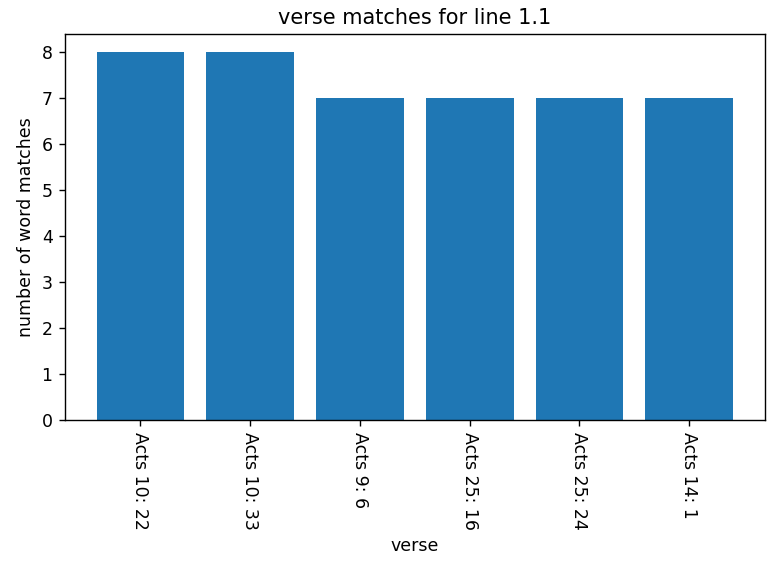 verse matches for line 1.1
number of word matches
8
7
6
5
4
3
2
1
0
Acts 10: 22
Acts 10: 33
Acts 9: 6
Acts 25: 16
Acts 25: 24
Acts 14: 1
verse